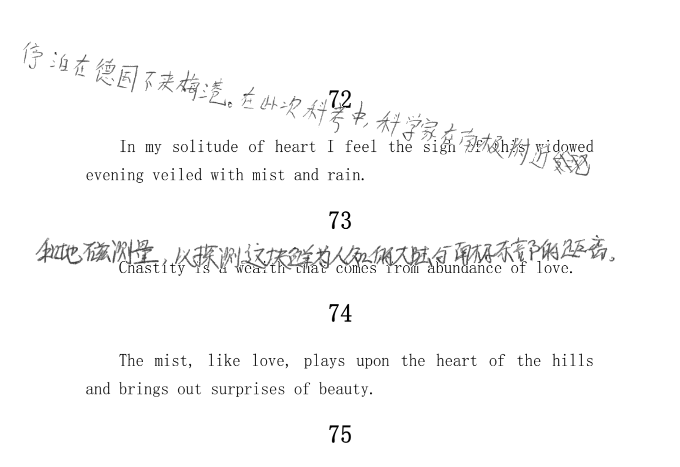 停泊在德国不来梅港。在此次科考中,科学家在南极附近发现
72
In my solitude of heart I feel the sigh of this widowed
evening veiled with mist and rain.
73
和地磁测量,以探测这块鲜为人知的大陆与南极东部的距离。
Chastity is a wealth that comes from abundance of love.
74
The mist, like love, plays upon the heart of the hills
and brings out surprises of beauty.
75